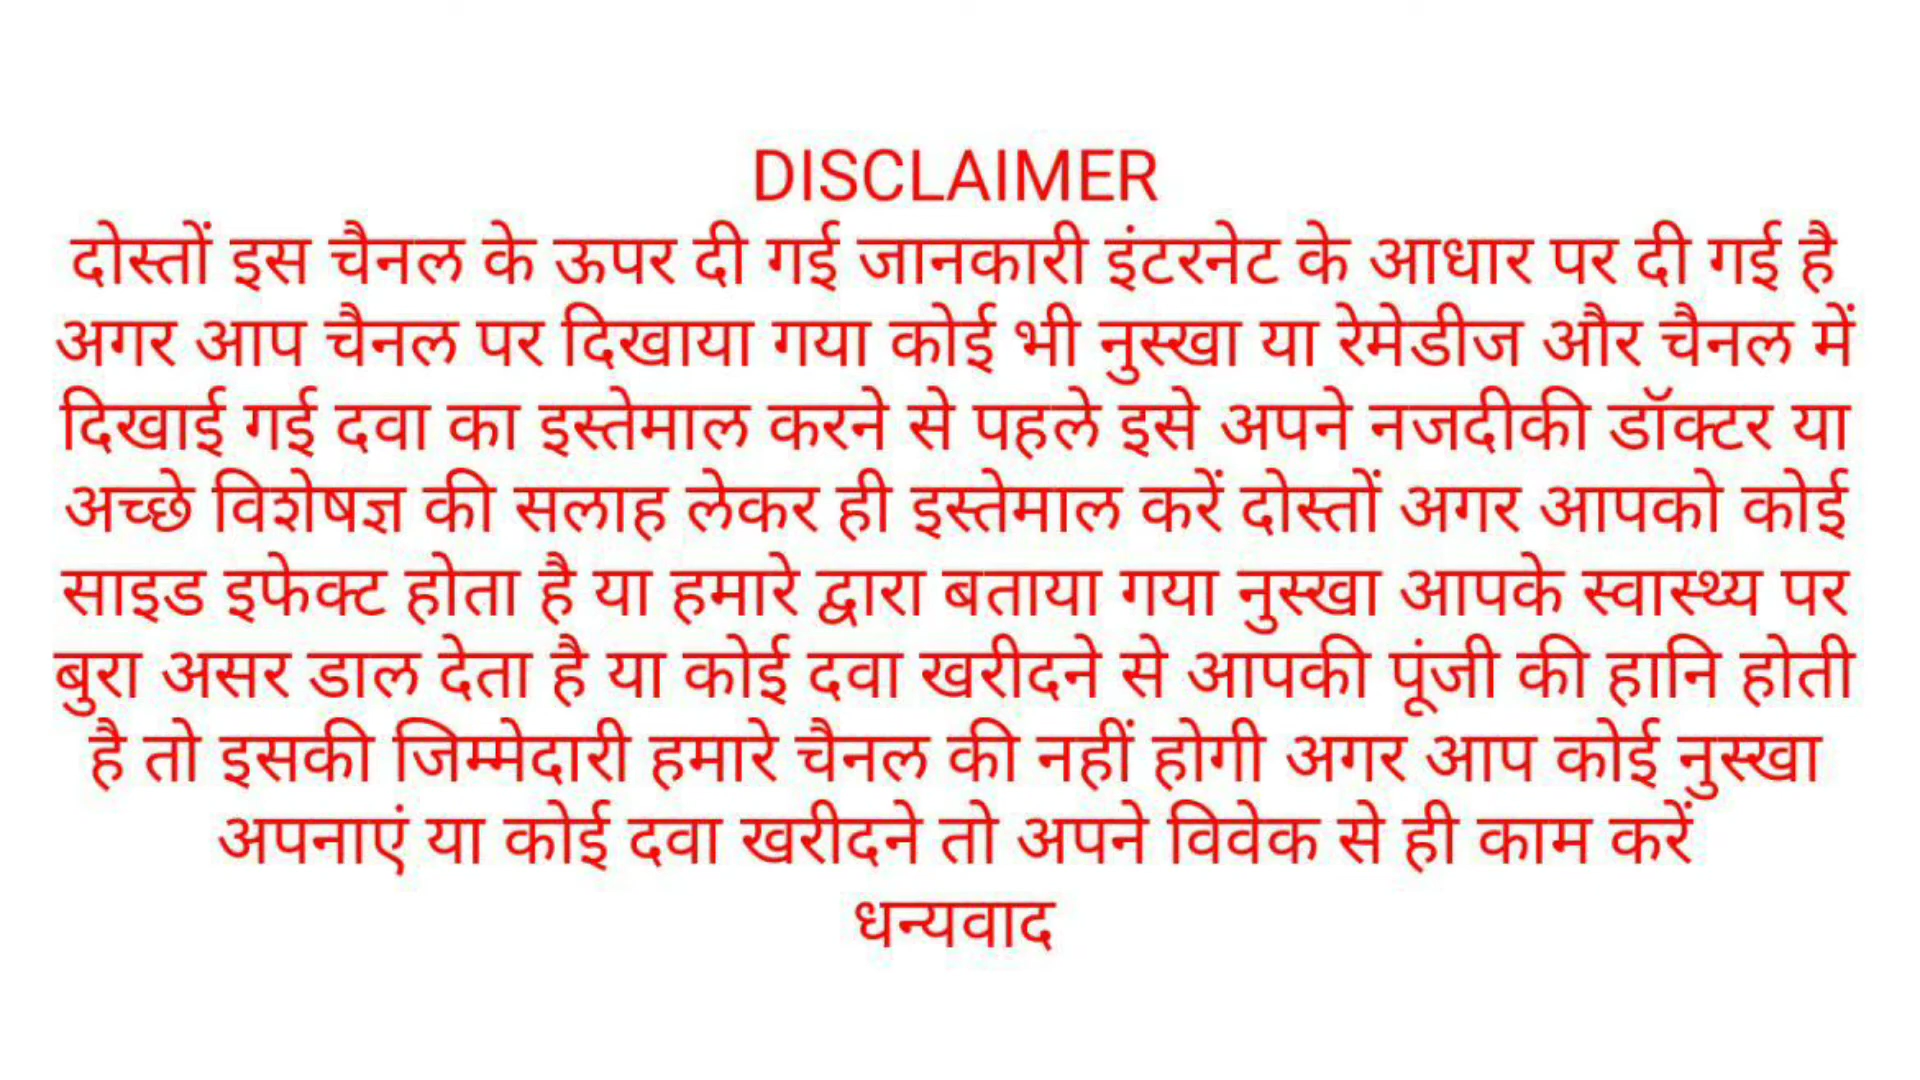 DISCLAIMER
दोस्तों इस चैनल के ऊपर दी गई जानकारी इंटरनेट के आधार पर दी गई है
अगर आप चैनल पर दिखाया गया कोई भी नुस्खा या रेमेडीज और चैनल में
दिखाई गई दवा का इस्तेमाल करने से पहले इसे अपने नजदीकी डॉक्टर या
अच्छे विशेषज्ञ की सलाह लेकर ही इस्तेमाल करें दोस्तों अगर आपको कोई
साइड इफेक्ट होता है या हमारे द्वारा बताया गया नुस्खा आपके स्वास्थ्य पर
बुरा असर डाल देता है या कोई दवा खरीदने से आपकी पूंजी की हानि होती
है तो इसकी जिम्मेदारी हमारे चैनल की नहीं होगी अगर आप कोई नुस्खा
अपनाएं या कोई दवा खरीदने तो अपने विवेक से ही काम करें
धन्यवाद